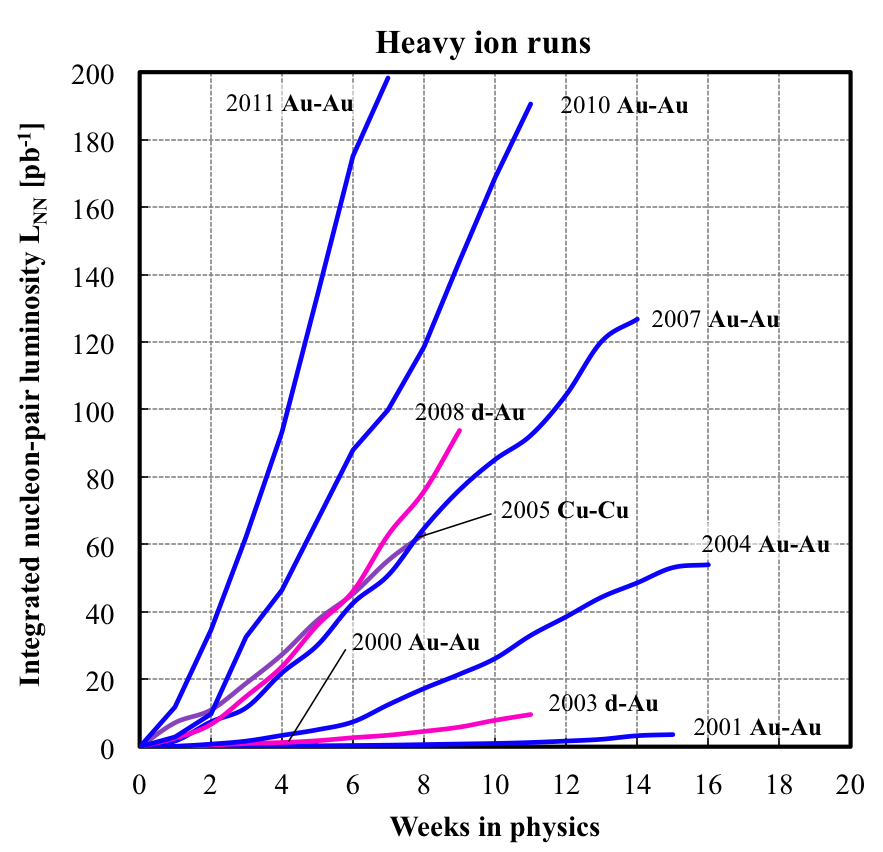 Heavy ion runs
Integrated nucleon-pair luminosity L_NN [pb⁻¹]
200
180
160
140
120
100
80
60
40
20
0
2011 Au-Au
2010 Au-Au
2007 Au-Au
2008 d-Au
2005 Cu-Cu
2004 Au-Au
2000 Au-Au
2003 d-Au
2001 Au-Au
0 2 4 6 8 10 12 14 16 18 20
Weeks in physics